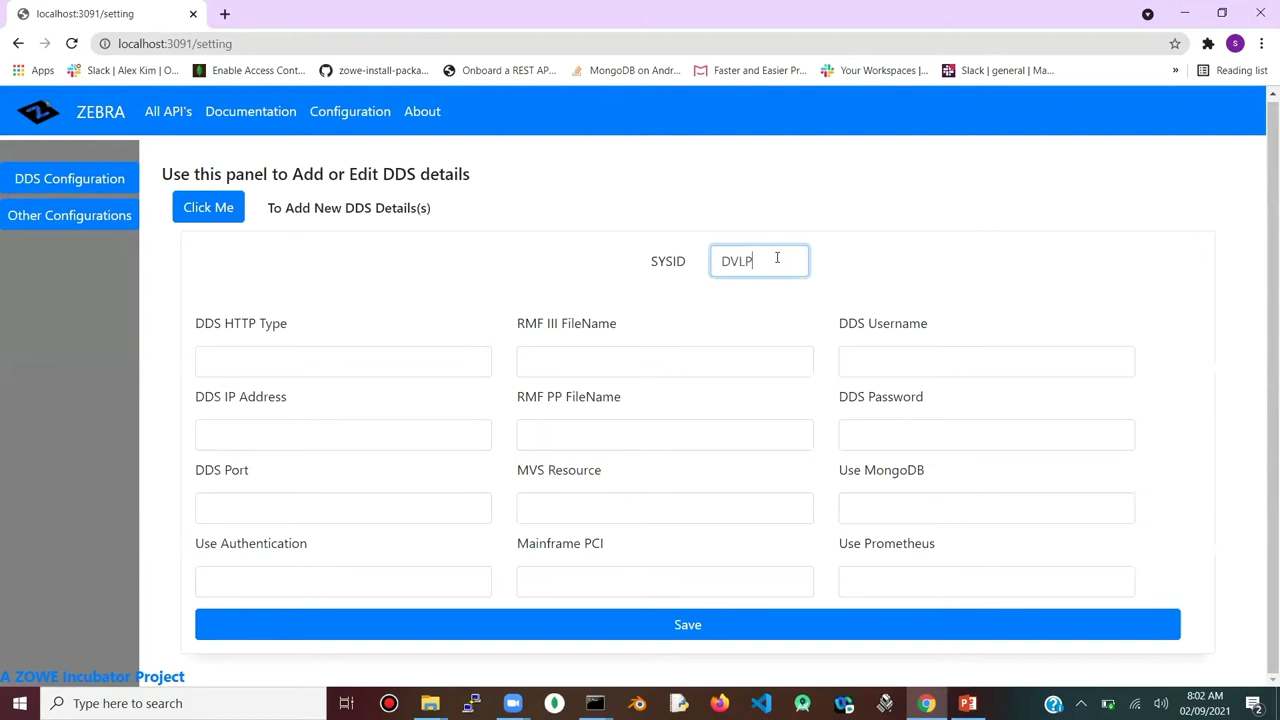 localhost:3091/setting
localhost:3091/setting
Apps
Slack | Alex Kim | O...
Enable Access Cont...
zowe-install-packa...
Onboard a REST AP...
MongoDB on Andr...
Faster and Easier Pr...
Your Workspaces |...
Slack | general | Ma...
»
Reading list
ZEBRA
All API's
Documentation
Configuration
About
DDS Configuration
Other Configurations
Use this panel to Add or Edit DDS details
Click Me
To Add New DDS Details(s)
SYSID
DVLP
DDS HTTP Type
RMF III FileName
DDS Username
DDS IP Address
RMF PP FileName
DDS Password
DDS Port
MVS Resource
Use MongoDB
Use Authentication
Mainframe PCI
Use Prometheus
Save
A ZOWE Incubator Project
Type here to search
8:02 AM
02/09/2021
2